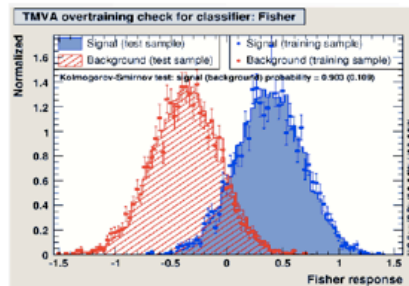 TMVA overtraining check for classifier: Fisher
Normalized
Signal (test sample)
Background (test sample)
Signal (training sample)
Background (training sample)
Kolmogorov-Smirnov test: signal (background) probability = 0.903 (0.109)
1.6
1.4
1.2
1
0.8
0.6
0.4
0.2
0
-1.5 -1 -0.5 0 0.5 1 1.5
Fisher response